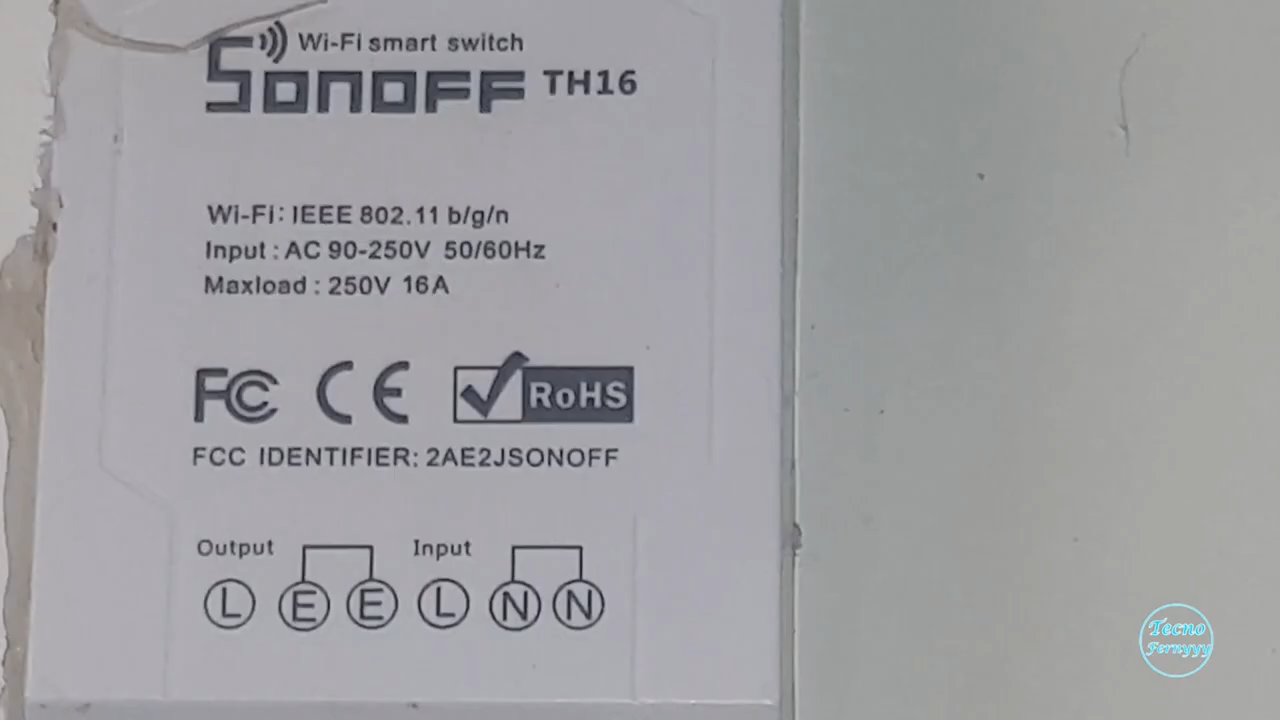 Wi-Fi smart switch
SONOFF TH16
Wi-Fi: IEEE 802.11 b/g/n
Input : AC 90-250V 50/60Hz
Maxload : 250V 16A
FC CE RoHS
FCC IDENTIFIER: 2AE2JSONOFF
Output Input
L E E L N N
Tecno
Fernyyy